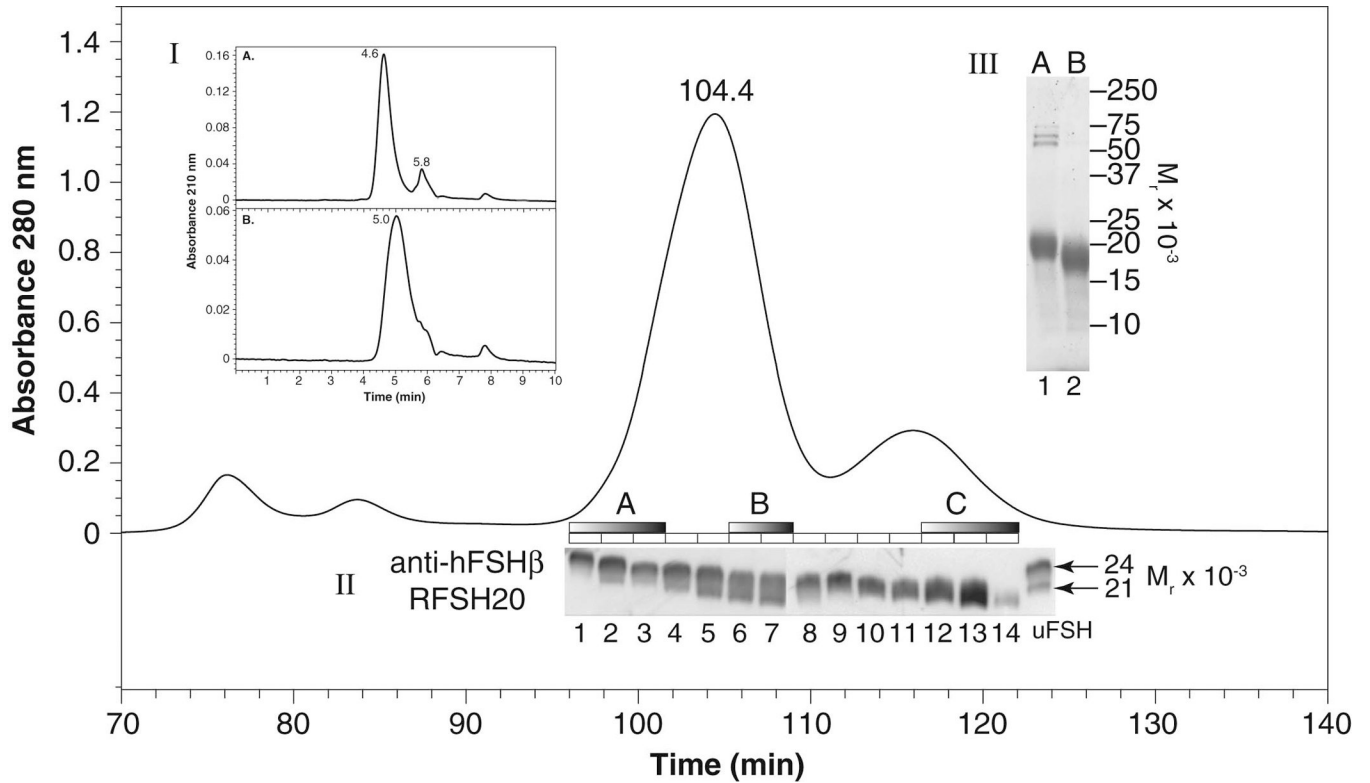 Absorbance 280 nm
1.4
1.2
1.0
0.8
0.6
0.4
0.2
0
70 80 90 100 110 120 130 140
Time (min)
104.4
I
A.
4.6
5.8
0.16
0.12
0.08
0.04
0
Absorbance 210 nm
B.
5.0
0.06
0.04
0.02
0
1 2 3 4 5 6 7 8 9 10
Time (min)
III
A B
250
75
50
37
25
20
15
10
Mr x 10-3
1 2
A B C
II
anti-hFSHβ
RFSH20
24
21
Mr x 10-3
1 2 3 4 5 6 7 8 9 10 11 12 13 14 uFSH